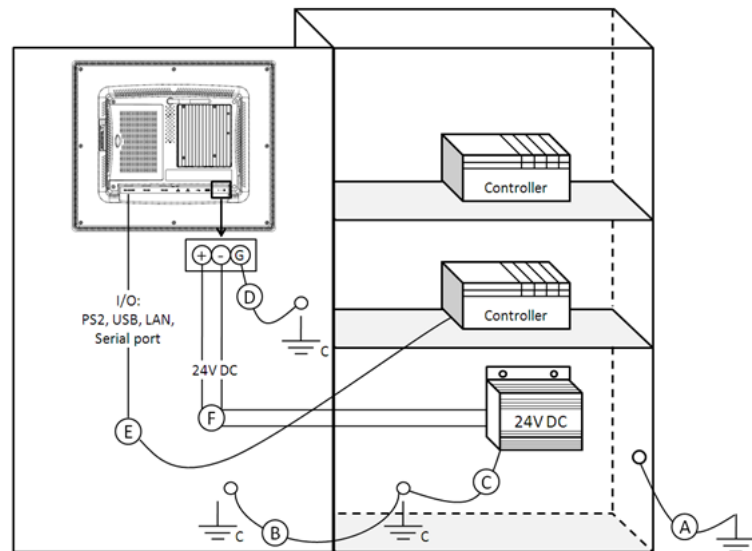 Controller
+ - G
D
I/O:
PS2, USB, LAN,
Serial port
C
Controller
24V DC
E
F
24V DC
C
B
C
C
A